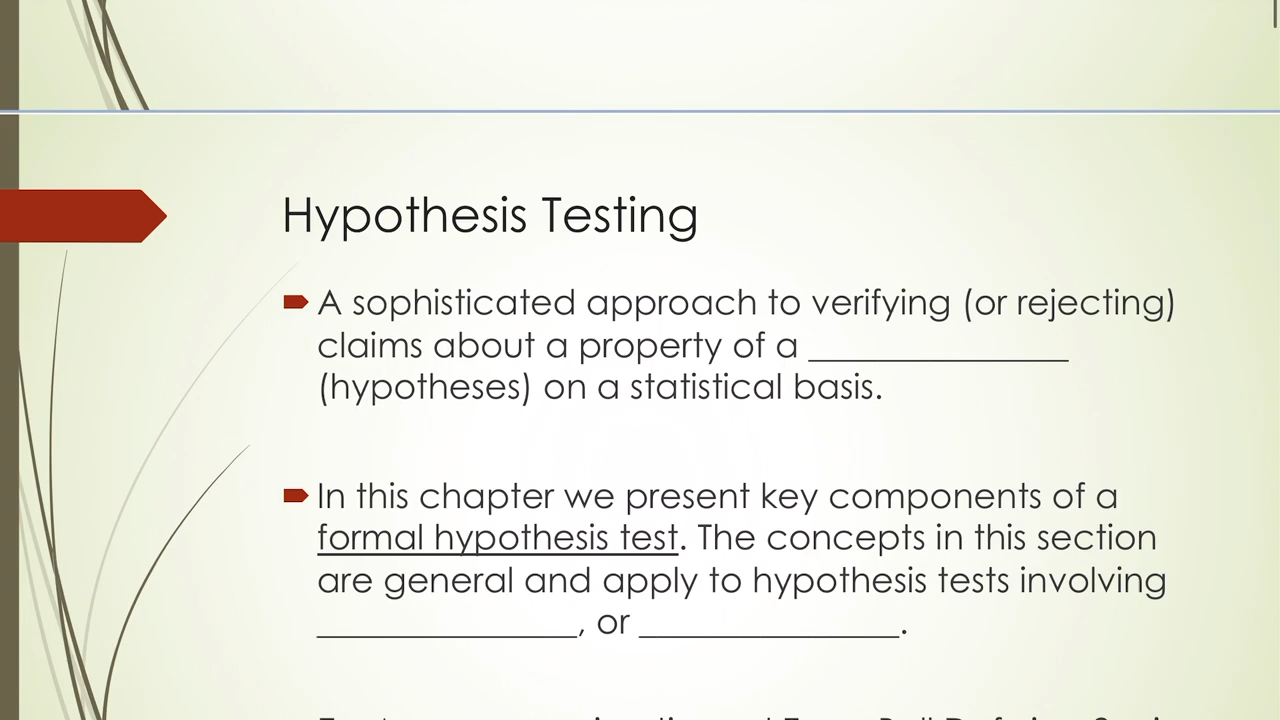 Hypothesis Testing
A sophisticated approach to verifying (or rejecting)
claims about a property of a _______________
(hypotheses) on a statistical basis.
In this chapter we present key components of a
formal hypothesis test. The concepts in this section
are general and apply to hypothesis tests involving
_______________, or _______________.